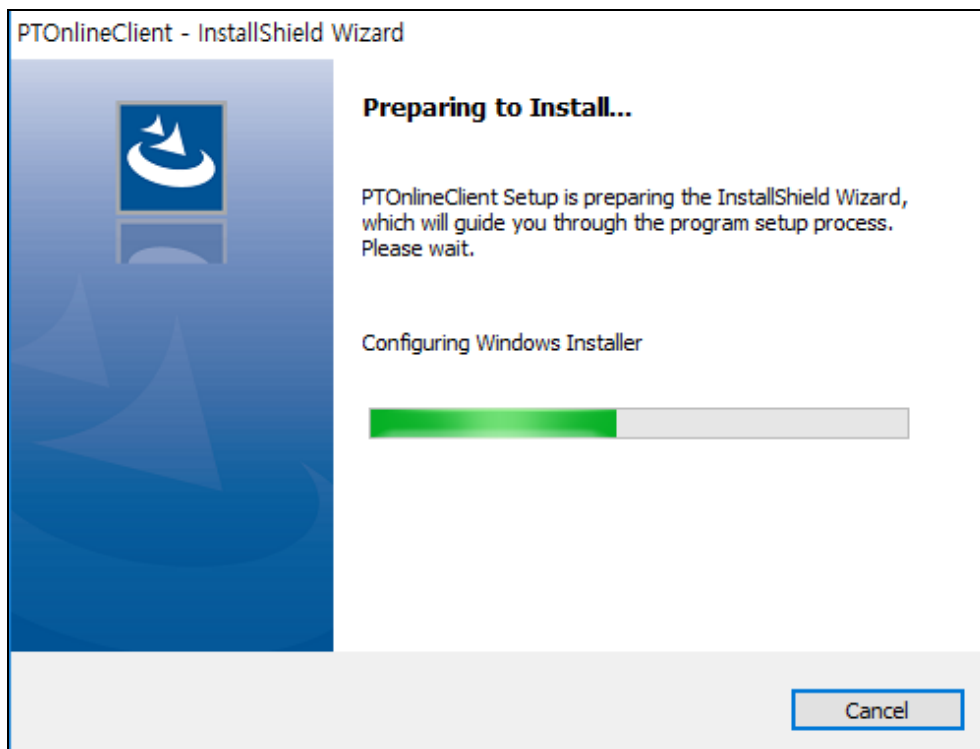 PTOnlineClient - InstallShield Wizard
Preparing to Install...
PTOnlineClient Setup is preparing the InstallShield Wizard,
which will guide you through the program setup process.
Please wait.
Configuring Windows Installer
Cancel